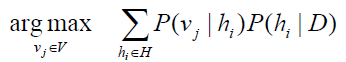 arg max ∑ P(v_j | h_i)P(h_i | D)
v_j∈V h_i∈H